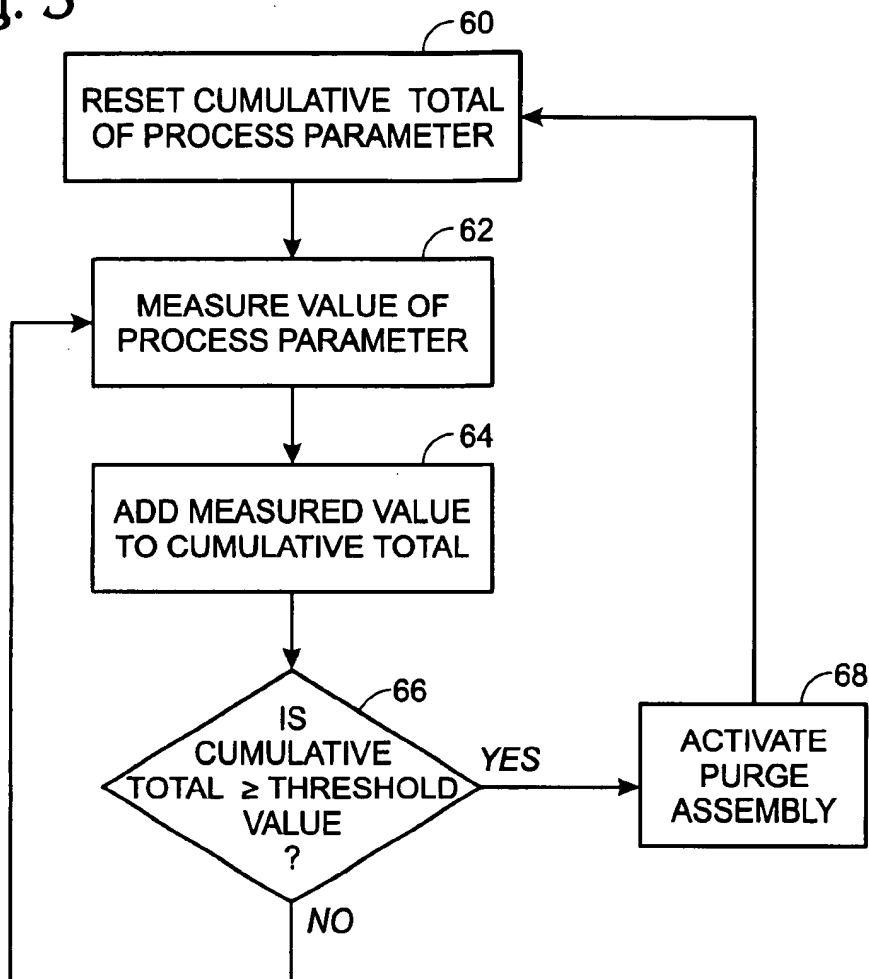 60
RESET CUMULATIVE TOTAL
OF PROCESS PARAMETER
62
MEASURE VALUE OF
PROCESS PARAMETER
64
ADD MEASURED VALUE
TO CUMULATIVE TOTAL
66
IS
CUMULATIVE
TOTAL ≥ THRESHOLD
VALUE
?
YES
68
ACTIVATE
PURGE
ASSEMBLY
NO